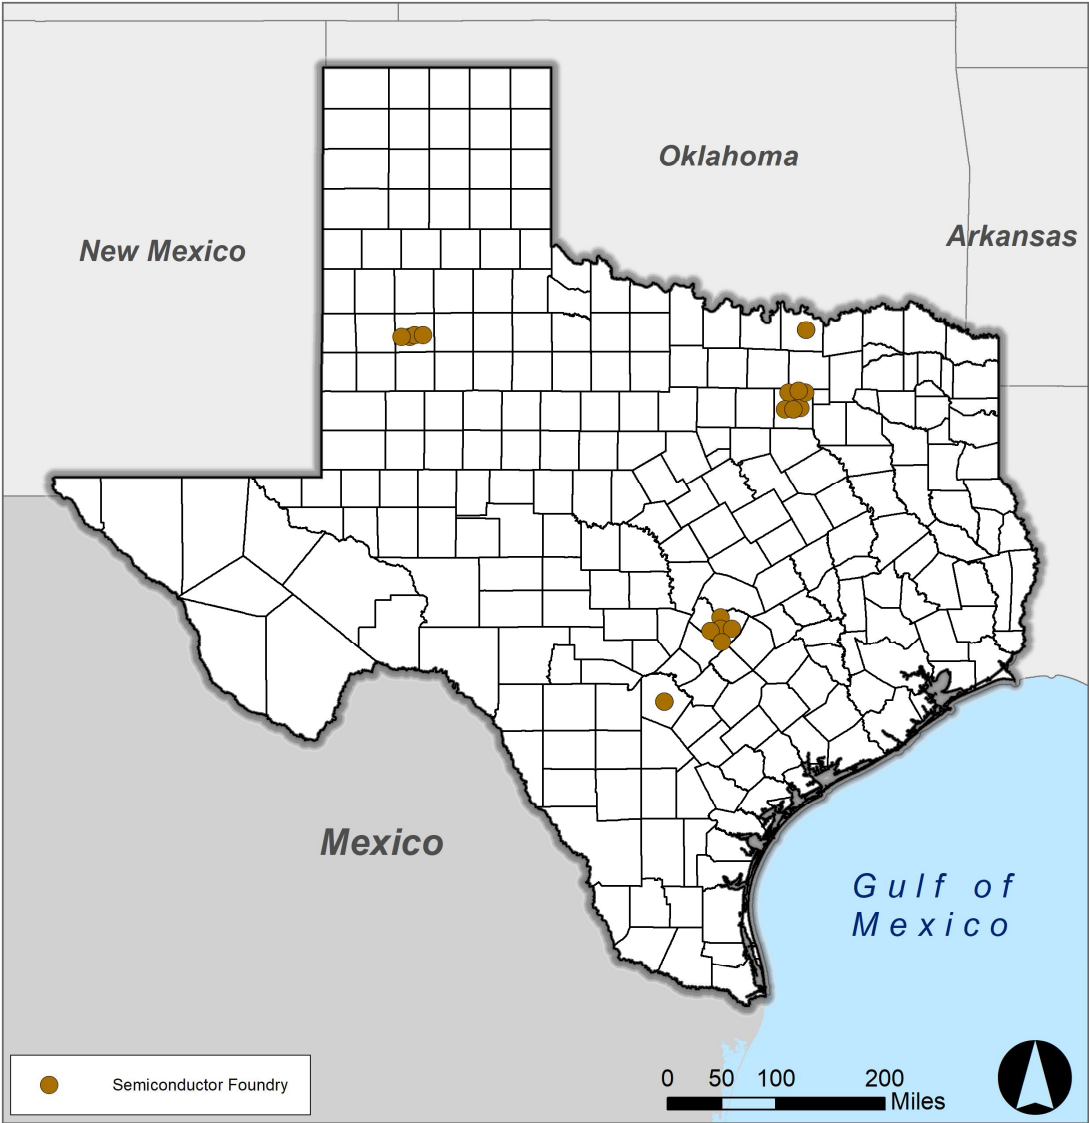 Oklahoma
New Mexico
Arkansas
Mexico
Gulf of
Mexico
Semiconductor Foundry
0 50 100 200
Miles